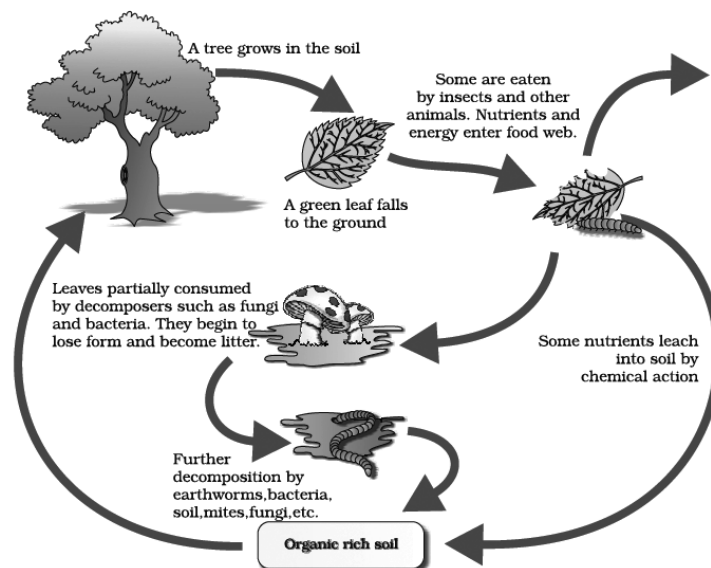 A tree grows in the soil
Some are eaten
by insects and other
animals. Nutrients and
energy enter food web.
A green leaf falls
to the ground
Leaves partially consumed
by decomposers such as fungi
and bacteria. They begin to
lose form and become litter.
Some nutrients leach
into soil by
chemical action
Further
decomposition by
earthworms,bacteria,
soil,mites,fungi,etc.
Organic rich soil